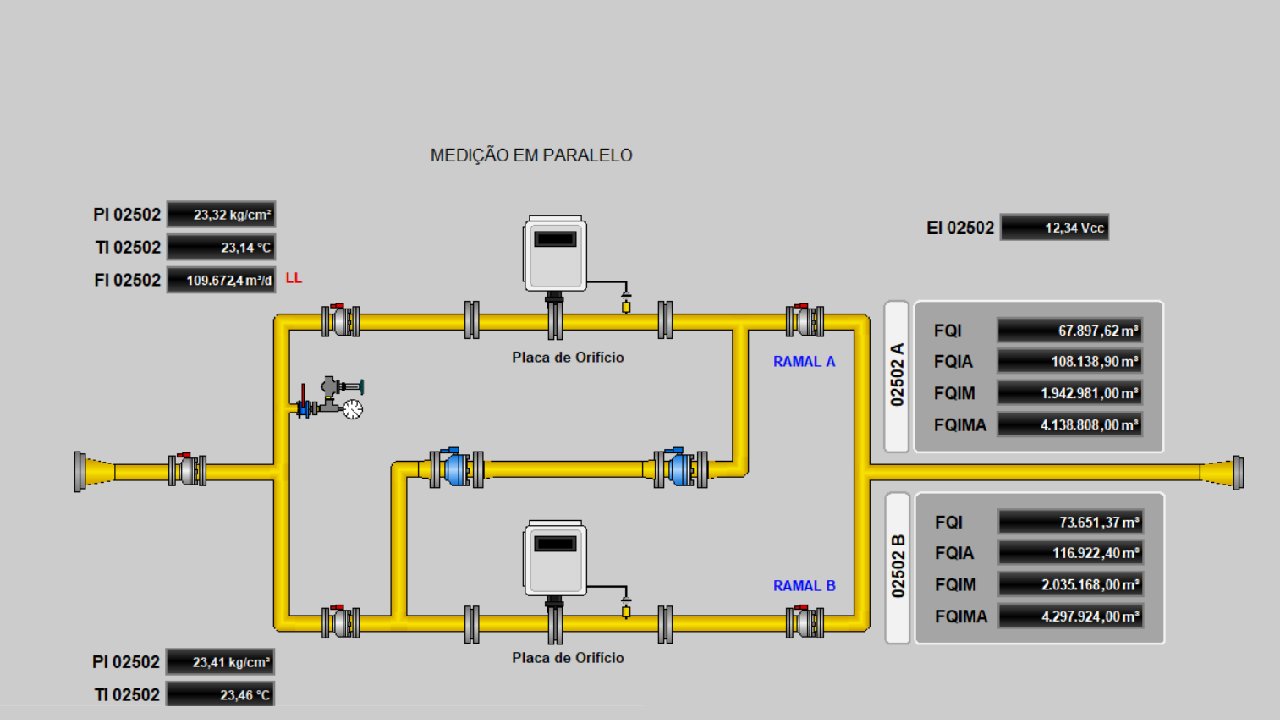 MEDIÇÃO EM PARALELO
PI 02502 23,32 kg/cm²
TI 02502 23,14 °C
FI 02502 109.672,4 m³/d LL
EI 02502 12,34 Vcc
Placa de Orifício
RAMAL A
02502 A
FQI 67.897,62 m³
FQIA 108.138,90 m³
FQIM 1.942.981,00 m³
FQIMA 4.138.808,00 m³
02502 B
FQI 73.651,37 m³
FQIA 116.922,40 m³
FQIM 2.035.168,00 m³
FQIMA 4.297.924,00 m³
RAMAL B
Placa de Orifício
PI 02502 23,41 kg/cm²
TI 02502 23,46 °C